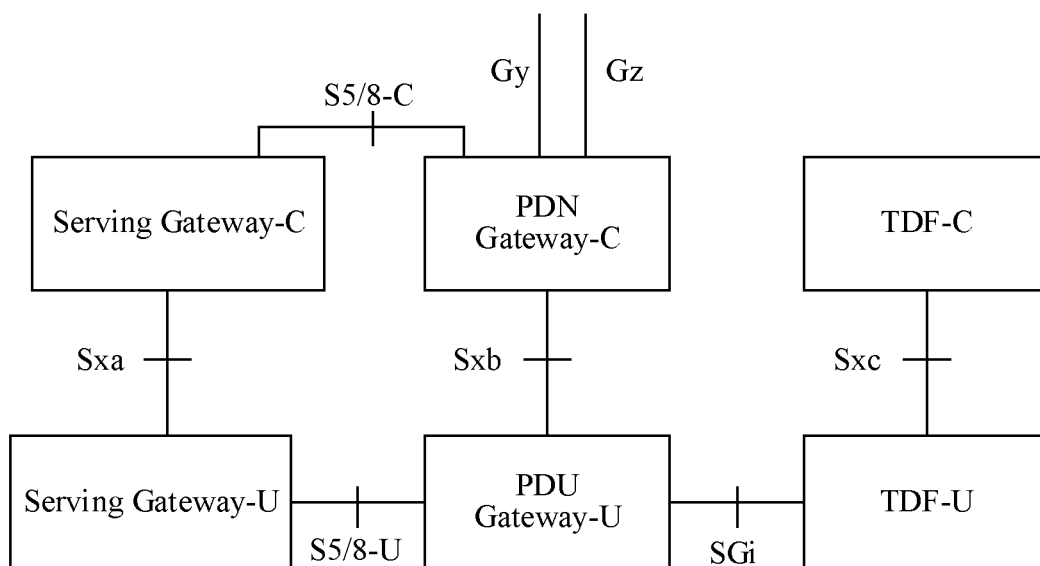 Gy
Gz
S5/8-C
Serving Gateway-C
PDN
Gateway-C
TDF-C
Sxa
Sxb
Sxc
Serving Gateway-U
PDU
Gateway-U
TDF-U
S5/8-U
SGi